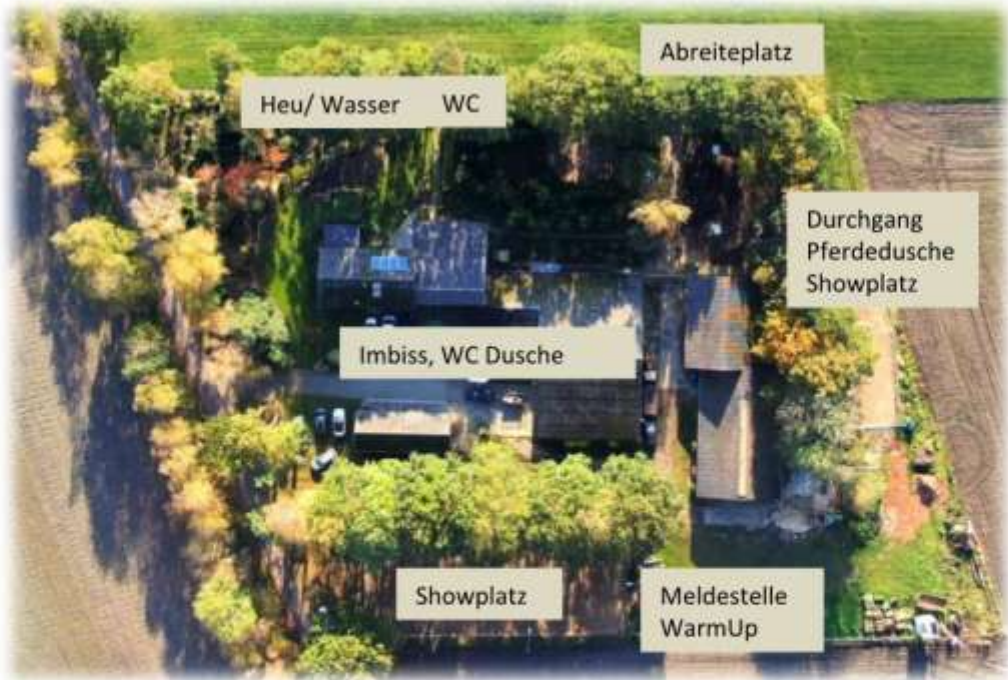 Abreiteplatz
Heu/ Wasser WC
Durchgang
Pferdedusche
Showplatz
Imbiss, WC Dusche
Showplatz
Meldestelle
WarmUp